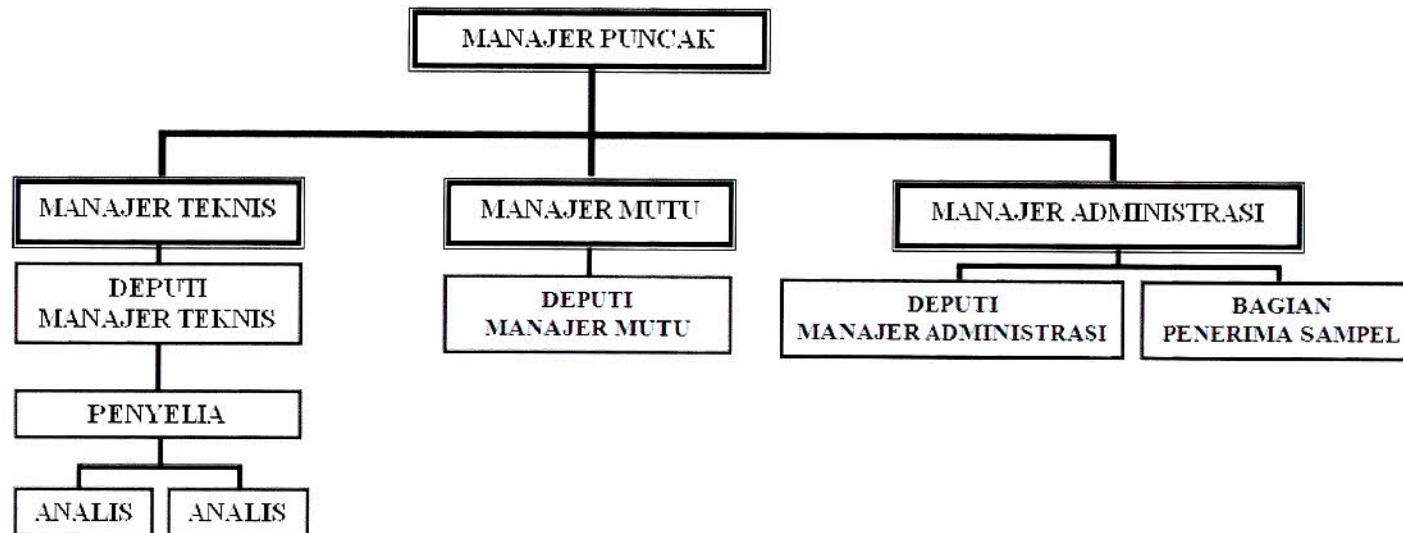 MANAJER PUNCAK
MANAJER TEKNIS
MANAJER MUTU
MANAJER ADMINISTRASI
DEPUTI
MANAJER TEKNIS
DEPUTI
MANAJER MUTU
DEPUTI
MANAJER ADMINISTRASI
BAGIAN
PENERIMA SAMPEL
PENYELIA
ANALIS
ANALIS